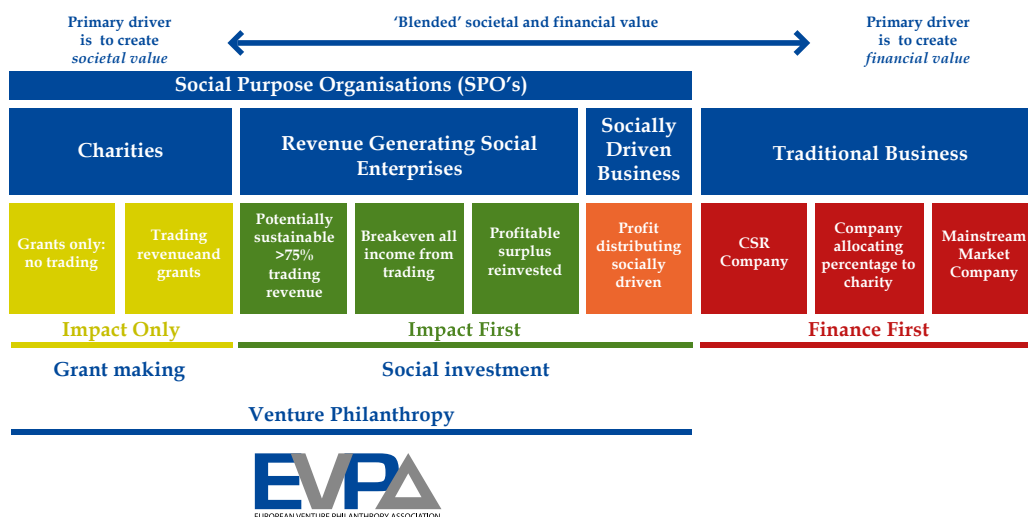 Primary driver
is to create
societal value
‘Blended’ societal and financial value
Primary driver
is to create
financial value
Social Purpose Organisations (SPO’s)
Charities
Revenue Generating Social
Enterprises
Socially
Driven
Business
Traditional Business
Grants only:
no trading
Trading
revenueand
grants
Potentially
sustainable
>75%
trading
revenue
Breakeven all
income from
trading
Profitable
surplus
reinvested
Profit
distributing
socially
driven
CSR
Company
Company
allocating
percentage to
charity
Mainstream
Market
Company
Impact Only
Impact First
Finance First
Grant making
Social investment
Venture Philanthropy
EVPA
EUROPEAN VENTURE PHILANTHROPY ASSOCIATION